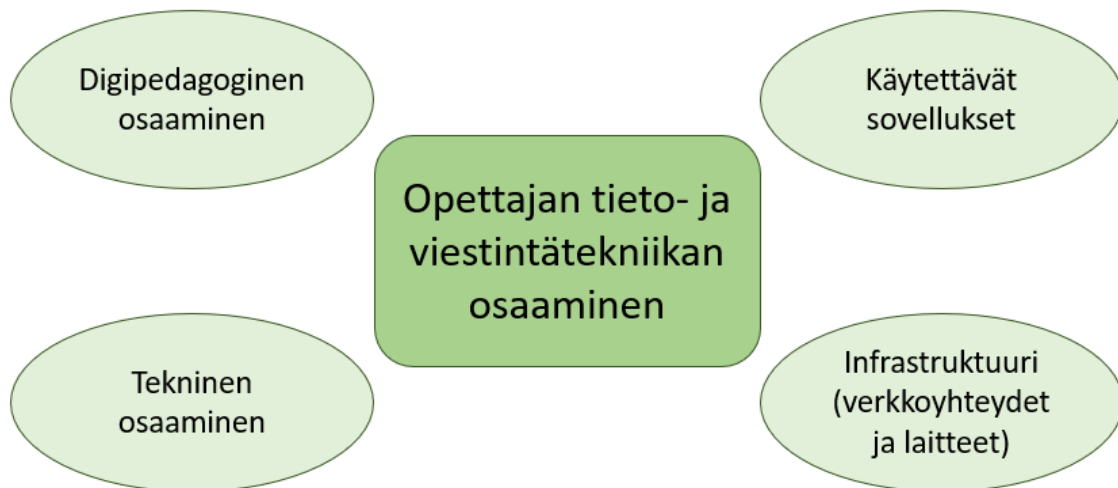 Digipedagoginen
osaaminen
Käytettävät
sovellukset
Opettajan tieto- ja
viestintätekniikan
osaaminen
Tekninen
osaaminen
Infrastruktuuri
(verkkoyhteydet
ja laitteet)